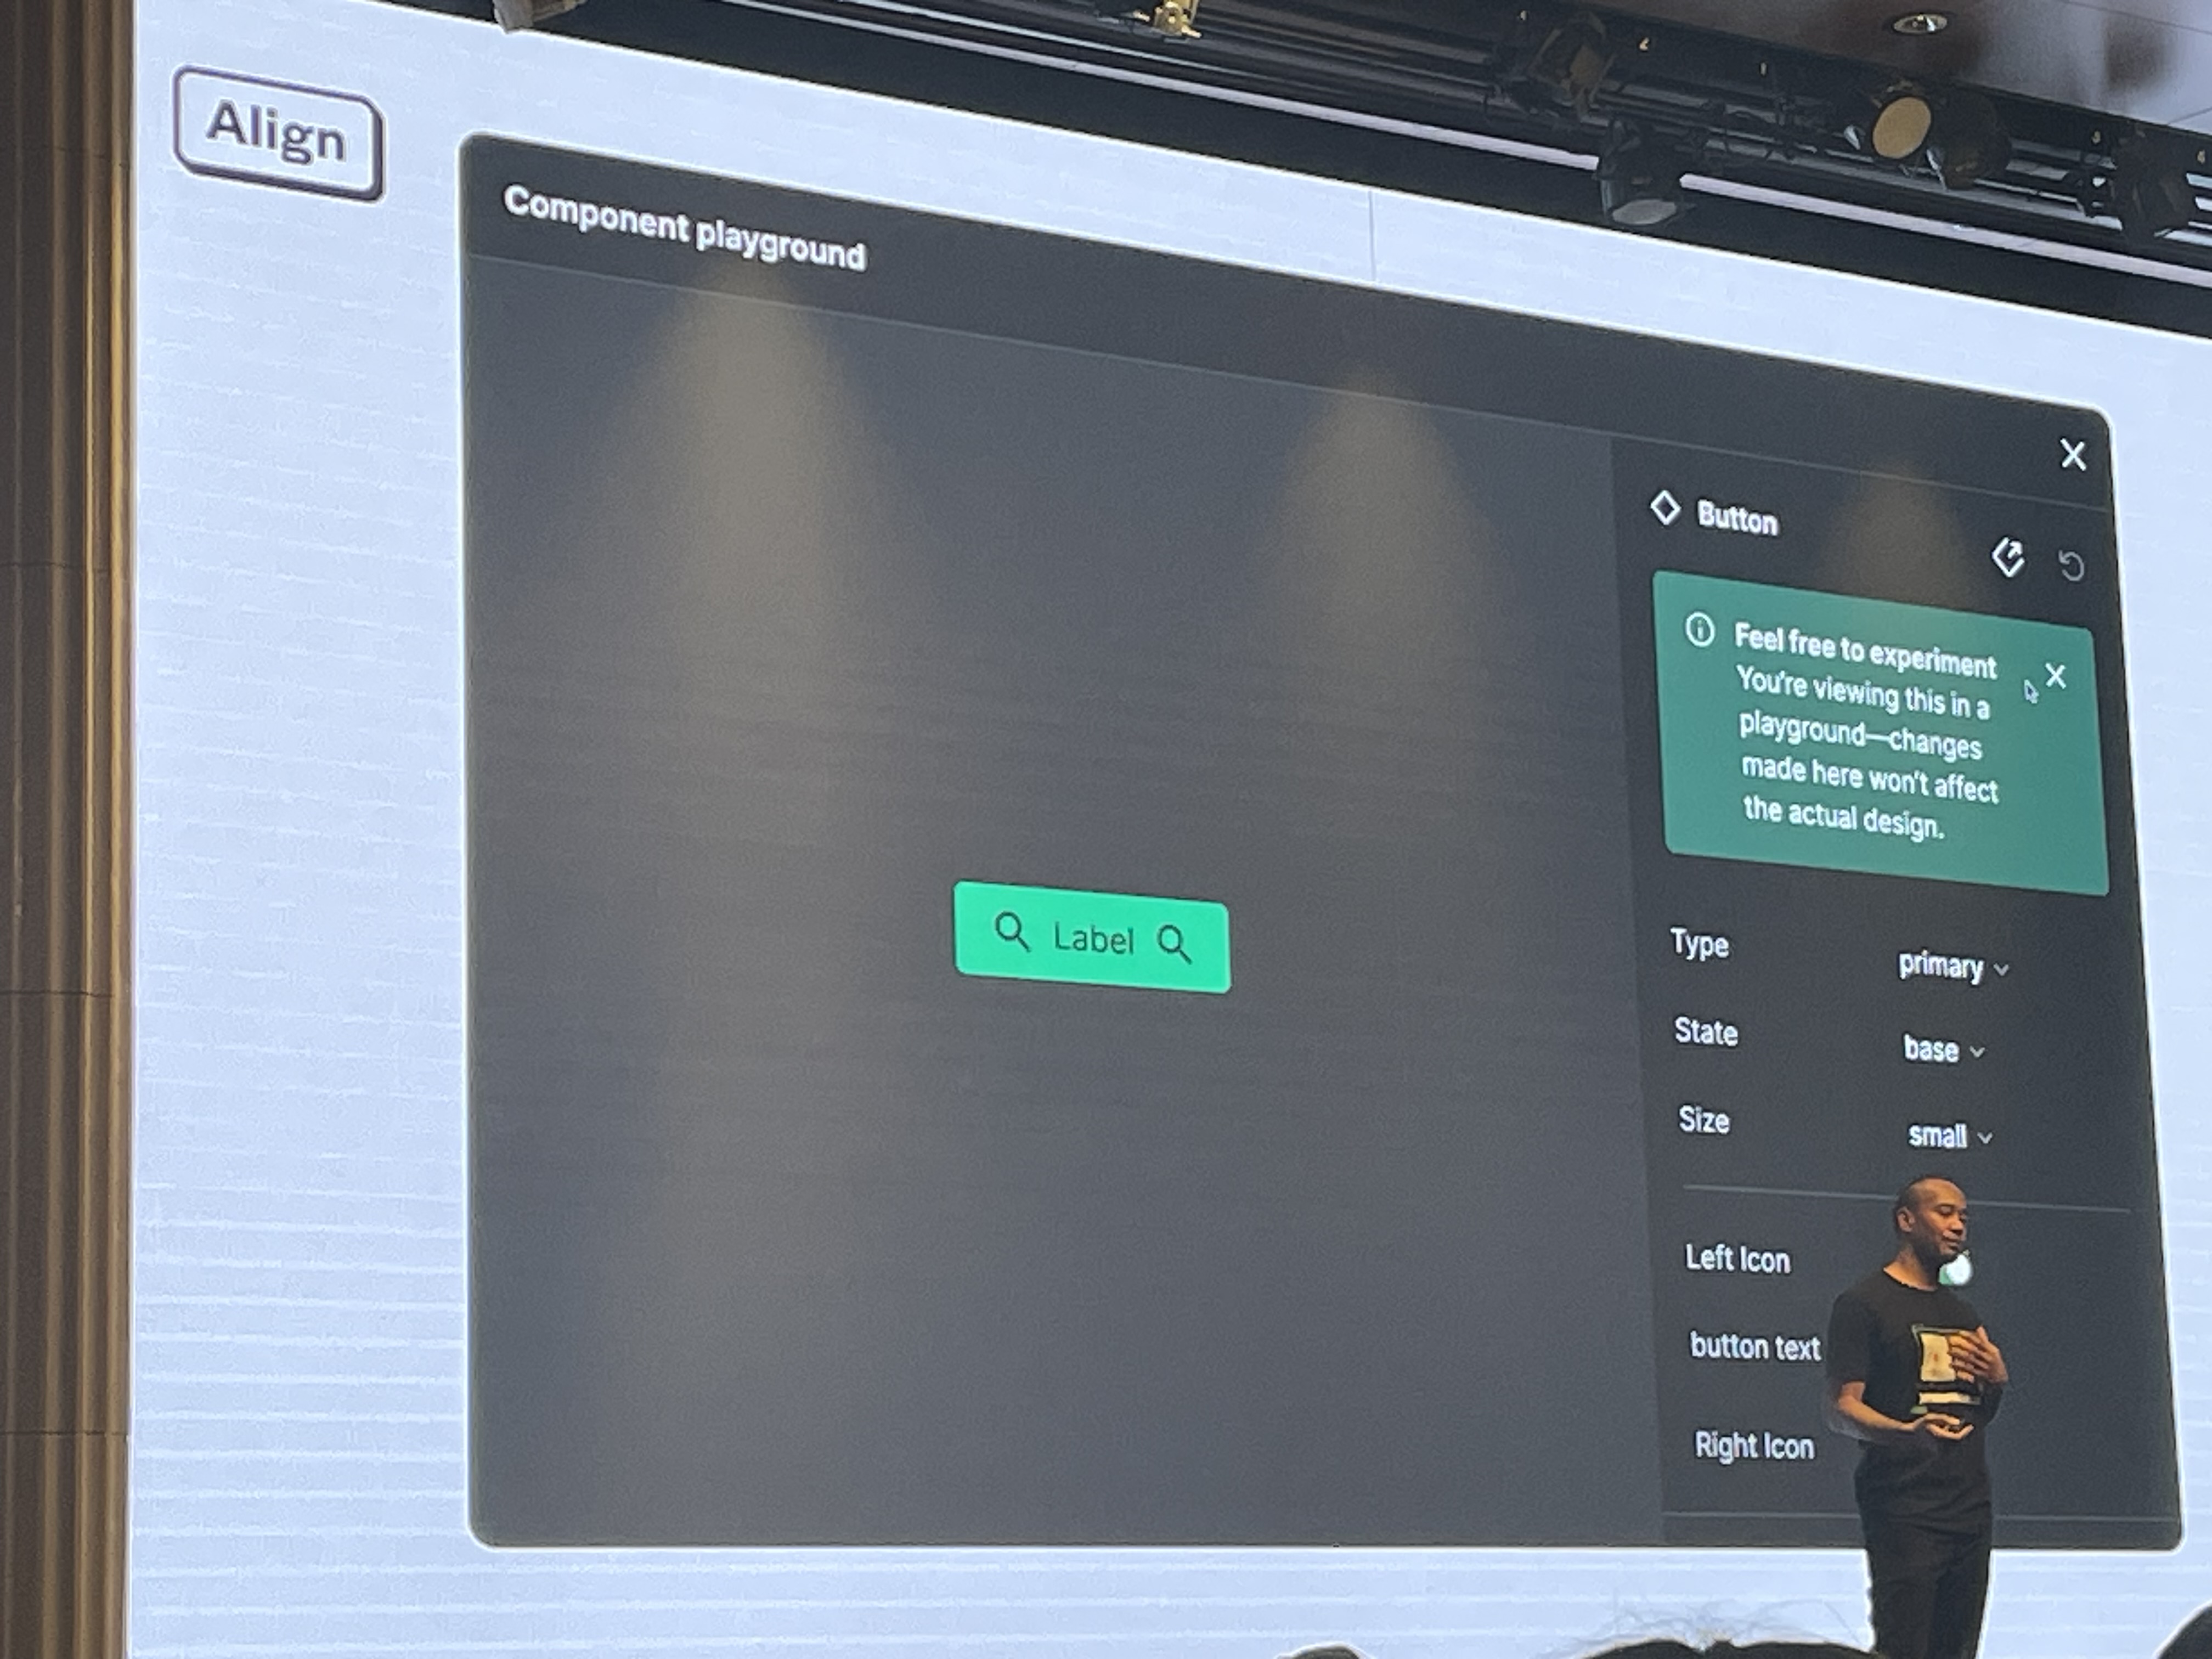 Align
Component playground
Button
Feel free to experiment
You're viewing this in a
playground—changes
made here won't affect
the actual design.
Type primary
State base
Size small
Left Icon
button text
Right Icon
Label